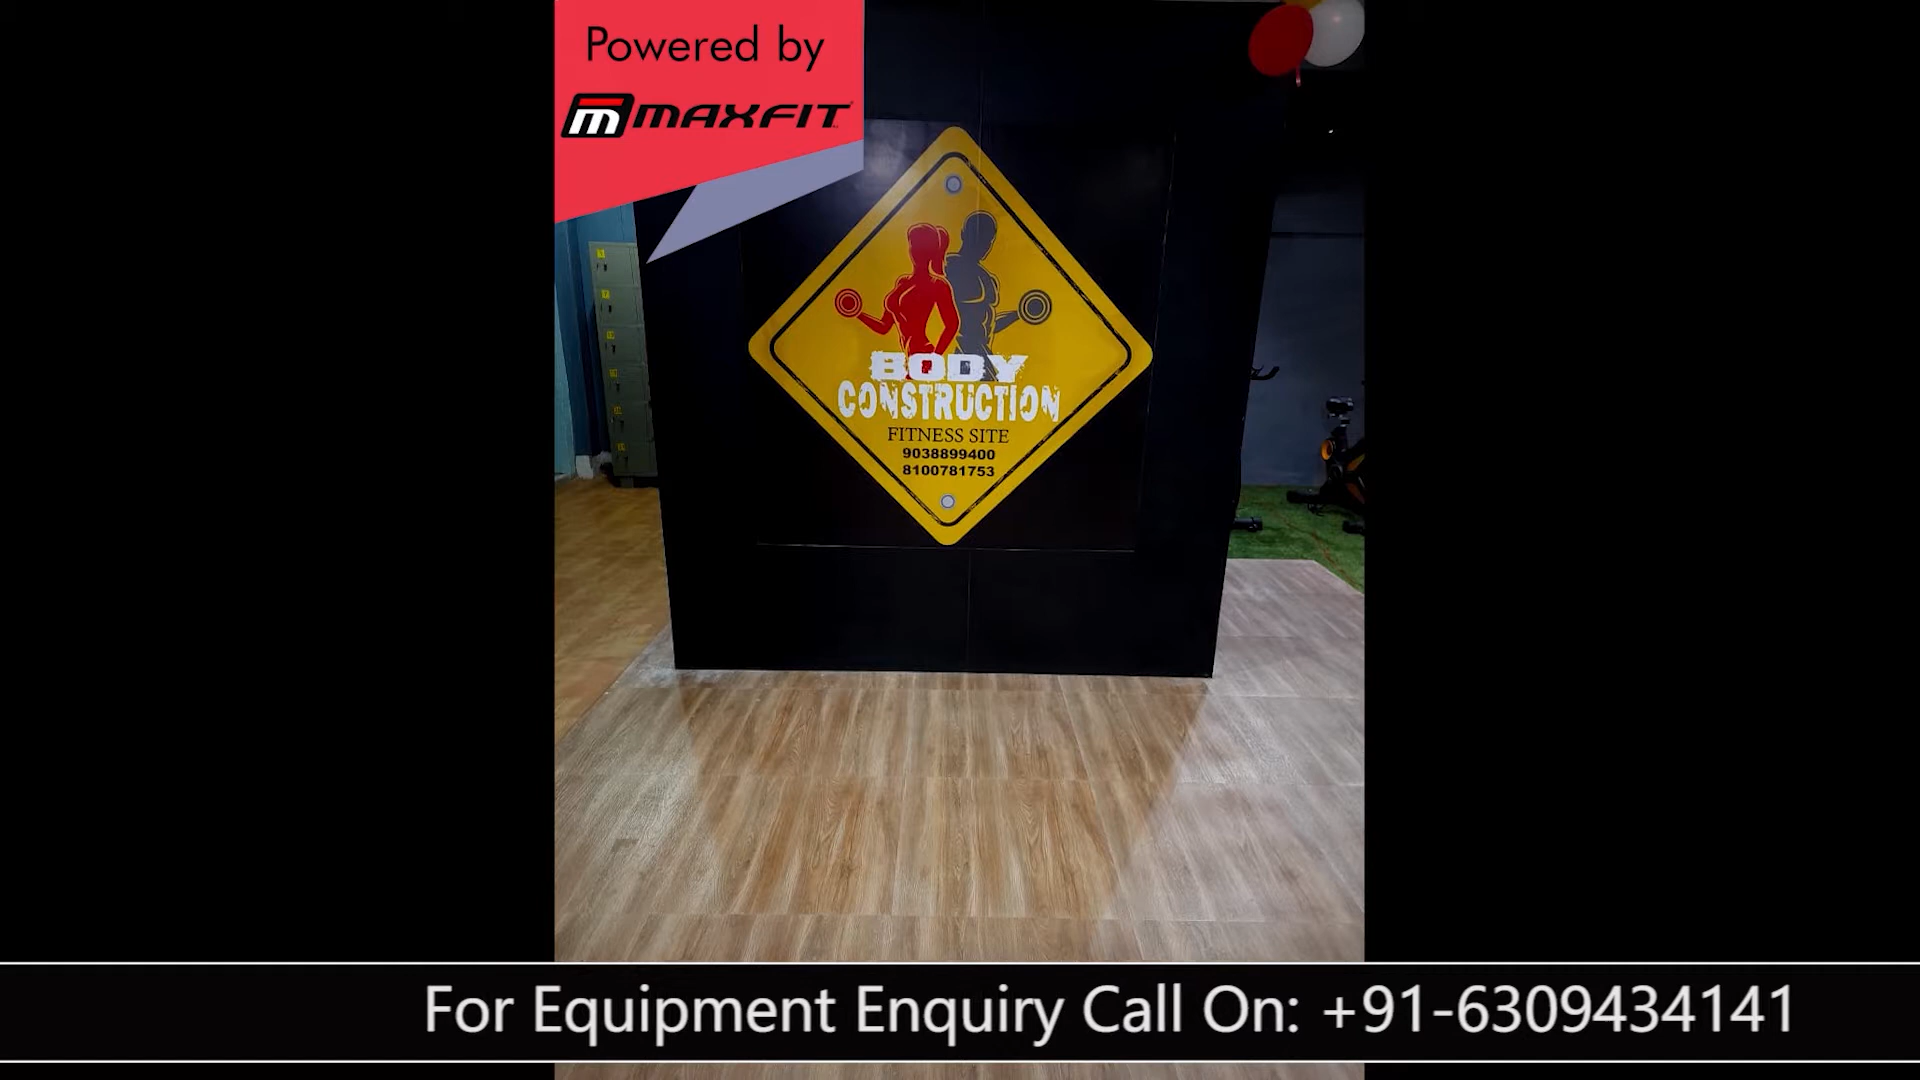 Powered by
MAXFIT
BODY
CONSTRUCTION
FITNESS SITE
9038899400
8100781753
For Equipment Enquiry Call On: +91-6309434141